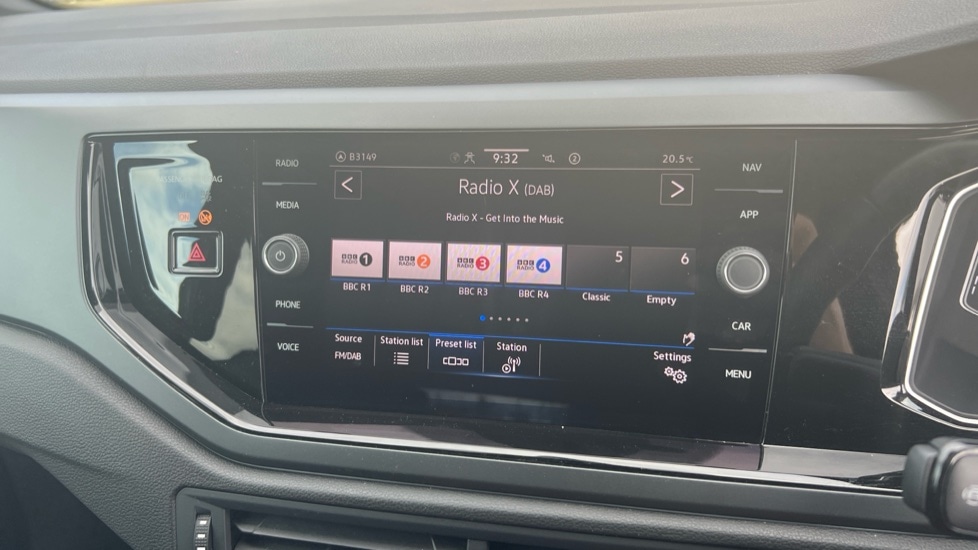 RADIO
MEDIA
PHONE
VOICE
B3149
9:32
2
20.5°C
Radio X (DAB)
Radio X - Get Into the Music
BBC RADIO 1
BBC RADIO 2
BBC RADIO 3
BBC RADIO 4
5
6
BBC R1
BBC R2
BBC R3
BBC R4
Classic
Empty
Source
FM/DAB
Station list
Preset list
Station
Settings
NAV
APP
CAR
MENU
ON